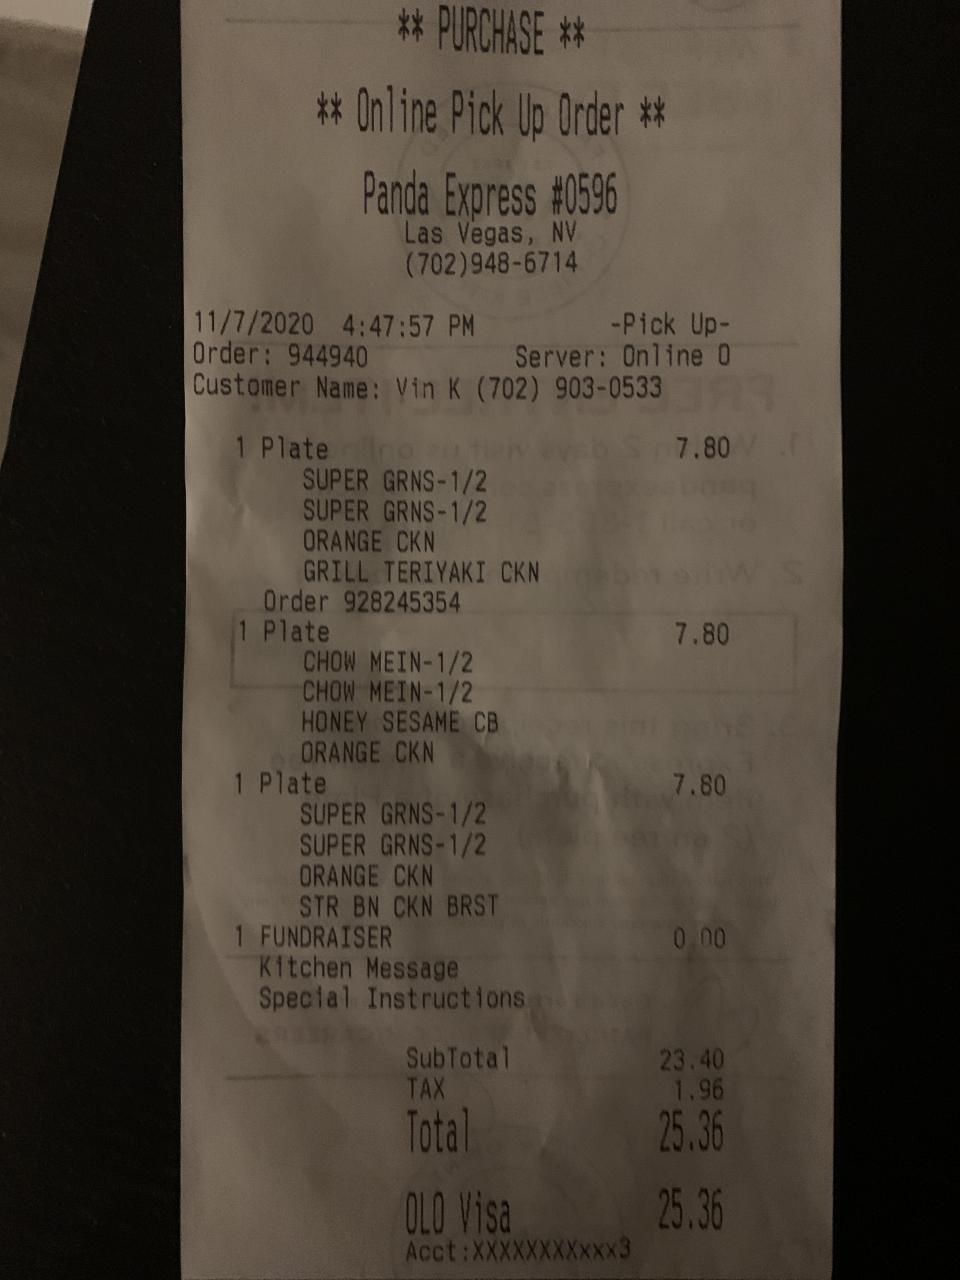 ** PURCHASE **
** Online Pick Up Order **
Panda Express #0596
Las Vegas, NV
(702)948-6714
11/7/2020 4:47:57 PM -Pick Up-
Order: 944940 Server: Online O
Customer Name: Vin K (702) 903-0533
1 Plate 7.80
SUPER GRNS-1/2
SUPER GRNS-1/2
ORANGE CKN
GRILL TERIYAKI CKN
Order 928245354
1 Plate 7.80
CHOW MEIN-1/2
CHOW MEIN-1/2
HONEY SESAME CB
ORANGE CKN
1 Plate 7.80
SUPER GRNS-1/2
SUPER GRNS-1/2
ORANGE CKN
STR BN CKN BRST
1 FUNDRAISER 0.00
Kitchen Message
Special Instructions
SubTotal 23.40
TAX 1.96
Total 25.36
OLO Visa 25.36
Acct:XXXXXXXXxxx3